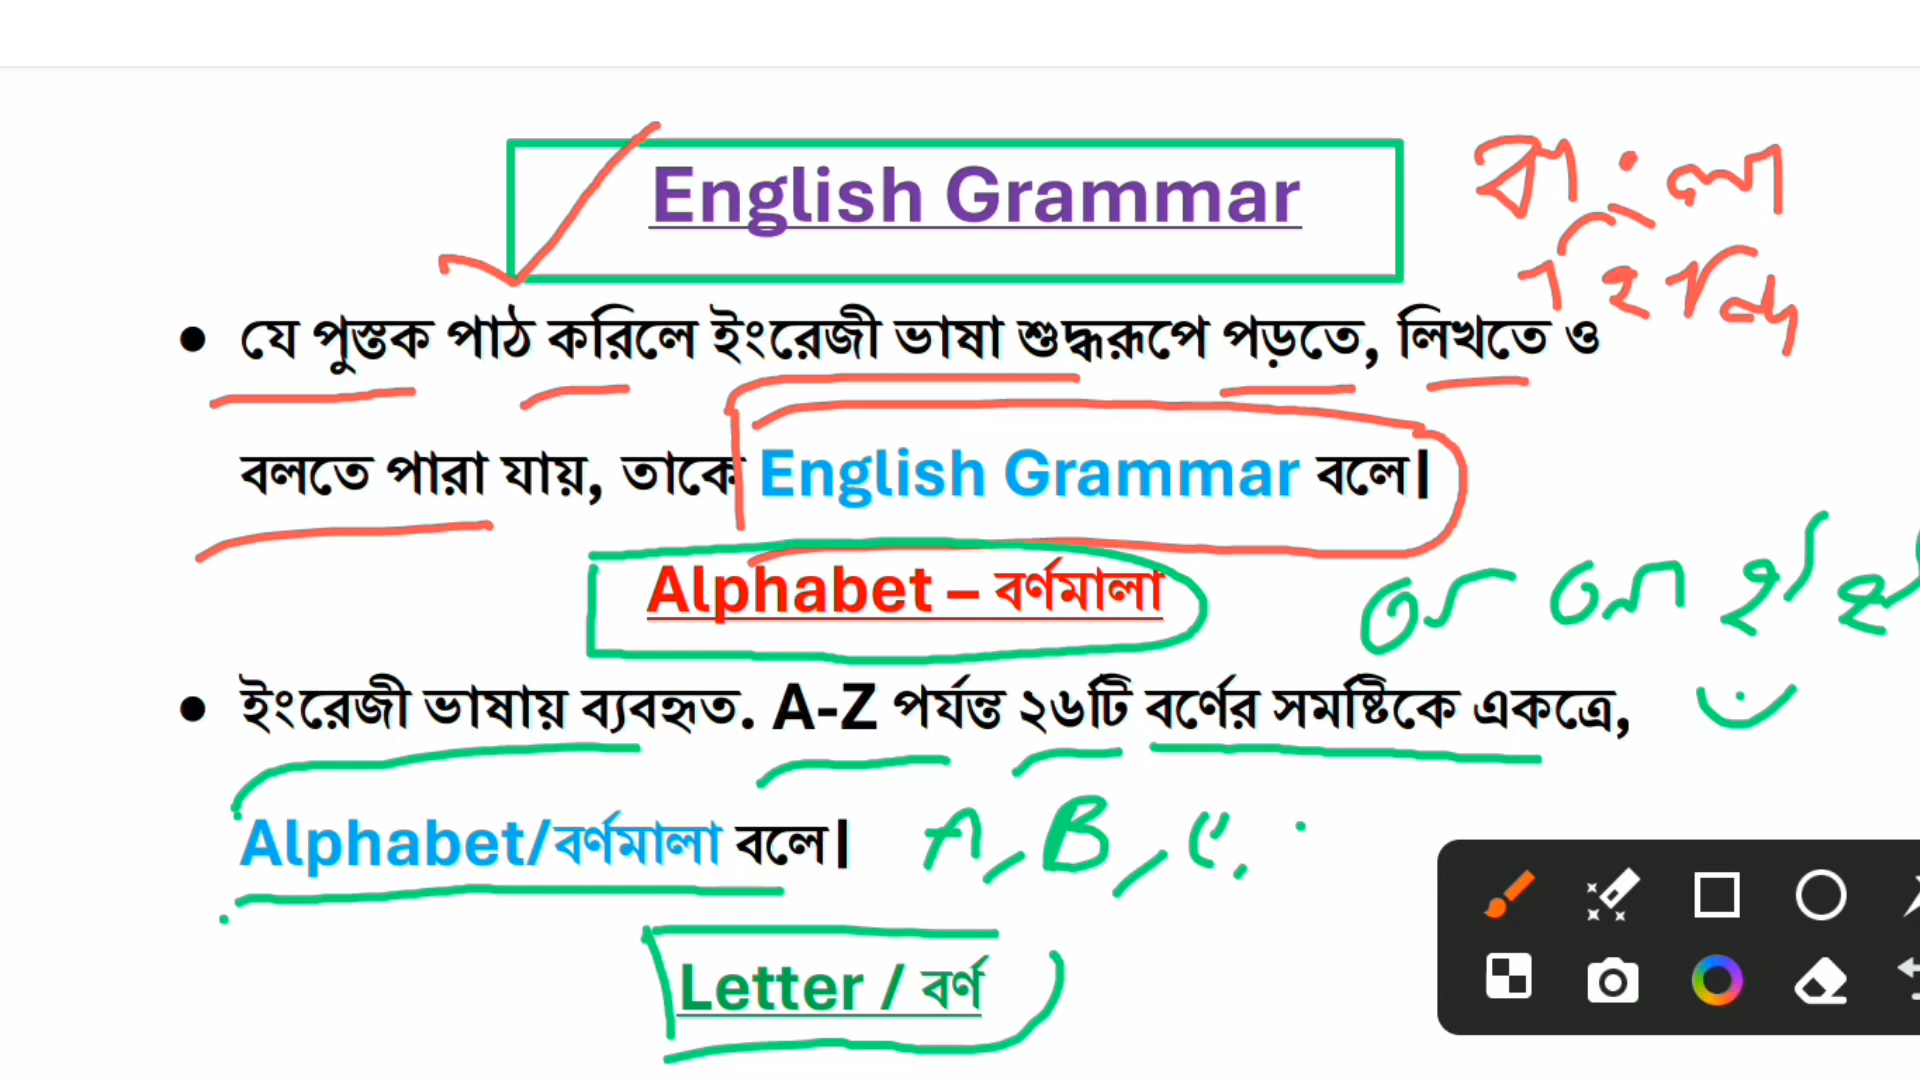 English Grammar
বাংলা
হিন্দি
• যে পুস্তক পাঠ করিলে ইংরেজী ভাষা শুদ্ধরূপে পড়তে, লিখতে ও
বলতে পারা যায়, তাকে English Grammar বলে।
Alphabet – বর্ণমালা
• ইংরেজী ভাষায় ব্যবহৃত. A-Z পর্যন্ত ২৬টি বর্ণের সমষ্টিকে একত্রে,
Alphabet/বর্ণমালা বলে।
A, B, C.
Letter / বর্ণ